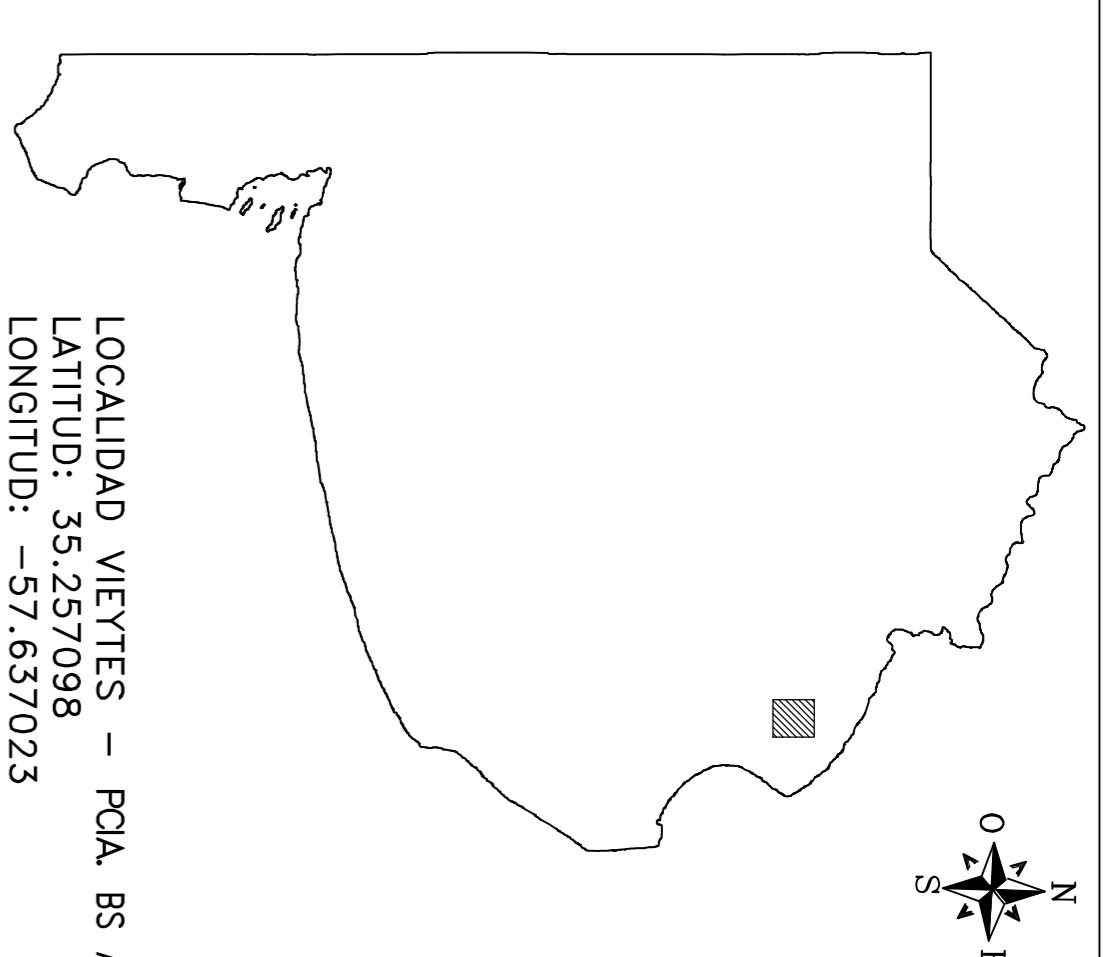 N
O
S
LOCALIDAD VIEYTES – PCIA. BS
LATITUD: 35.257098
LONGITUD: –57.637023